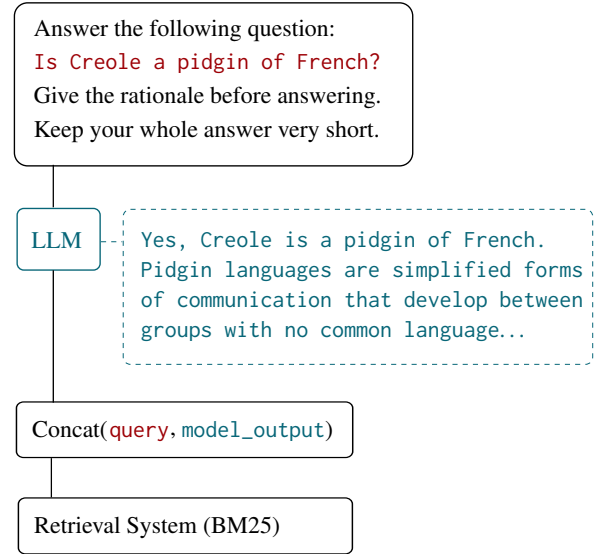 Answer the following question:
Is Creole a pidgin of French?
Give the rationale before answering.
Keep your whole answer very short.
LLM
Yes, Creole is a pidgin of French.
Pidgin languages are simplified forms
of communication that develop between
groups with no common language...
Concat(query, model_output)
Retrieval System (BM25)